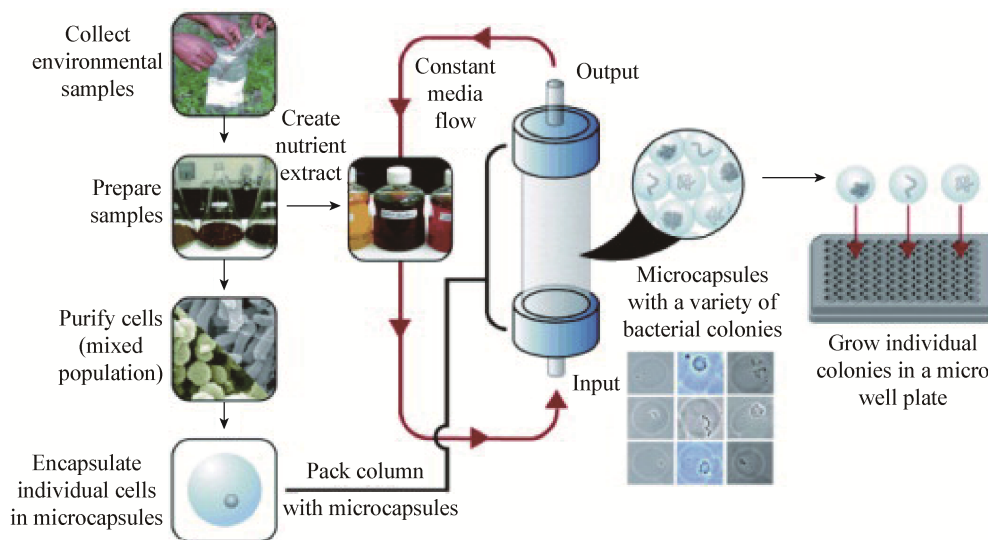 Collect
environmental
samples
Prepare
samples
Create
nutrient
extract
Purify cells
(mixed
population)
Encapsulate
individual cells
in microcapsules
Constant
media
flow
Output
Input
Pack column
with microcapsules
Microcapsules
with a variety of
bacterial colonies
Grow individual
colonies in a micro
well plate